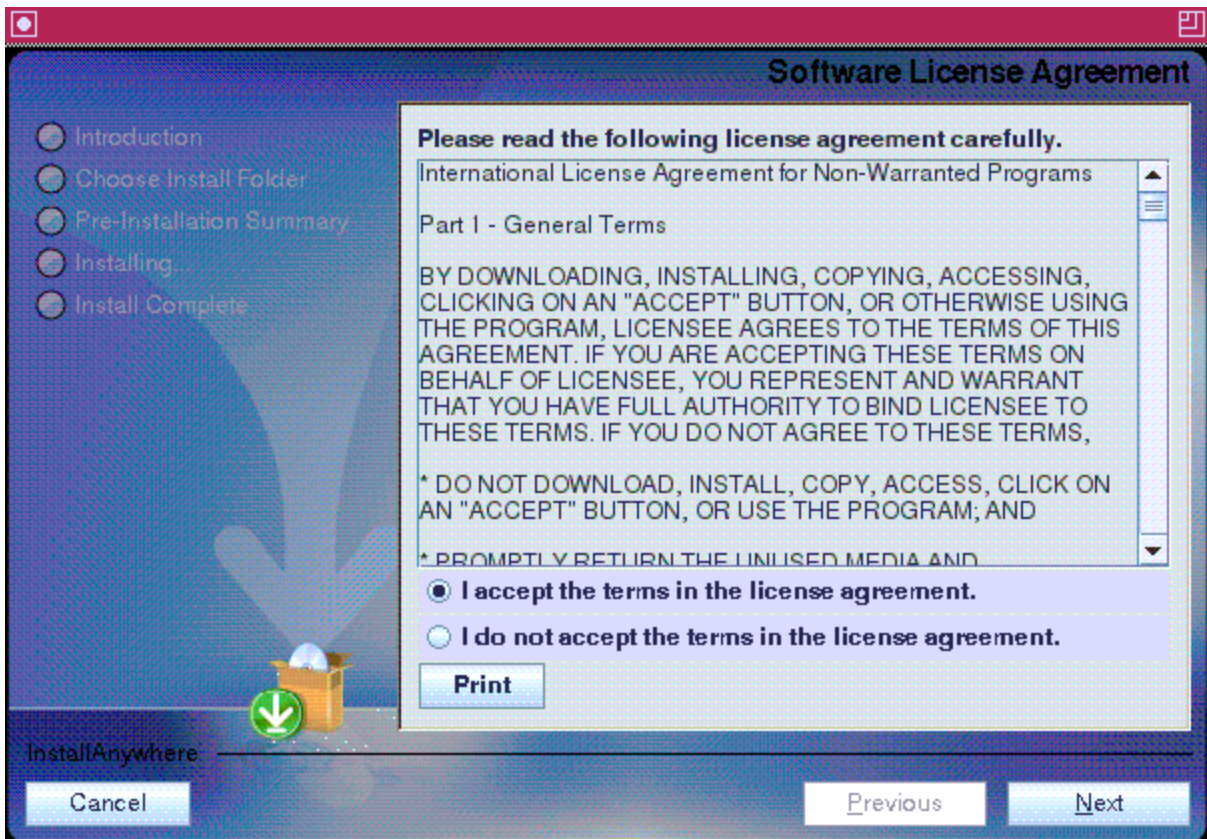 Software License Agreement
Introduction
Choose Install Folder
Pre-Installation Summary
Installing...
Install Complete
Please read the following license agreement carefully.
International License Agreement for Non-Warranted Programs
Part 1 - General Terms
BY DOWNLOADING, INSTALLING, COPYING, ACCESSING,
CLICKING ON AN "ACCEPT" BUTTON, OR OTHERWISE USING
THE PROGRAM, LICENSEE AGREES TO THE TERMS OF THIS
AGREEMENT. IF YOU ARE ACCEPTING THESE TERMS ON
BEHALF OF LICENSEE, YOU REPRESENT AND WARRANT
THAT YOU HAVE FULL AUTHORITY TO BIND LICENSEE TO
THESE TERMS. IF YOU DO NOT AGREE TO THESE TERMS,
* DO NOT DOWNLOAD, INSTALL, COPY, ACCESS, CLICK ON
AN "ACCEPT" BUTTON, OR USE THE PROGRAM; AND
* PROMPTLY RETURN THE UNUSED MEDIA AND
I accept the terms in the license agreement.
I do not accept the terms in the license agreement.
Print
InstallAnywhere
Cancel
Previous
Next